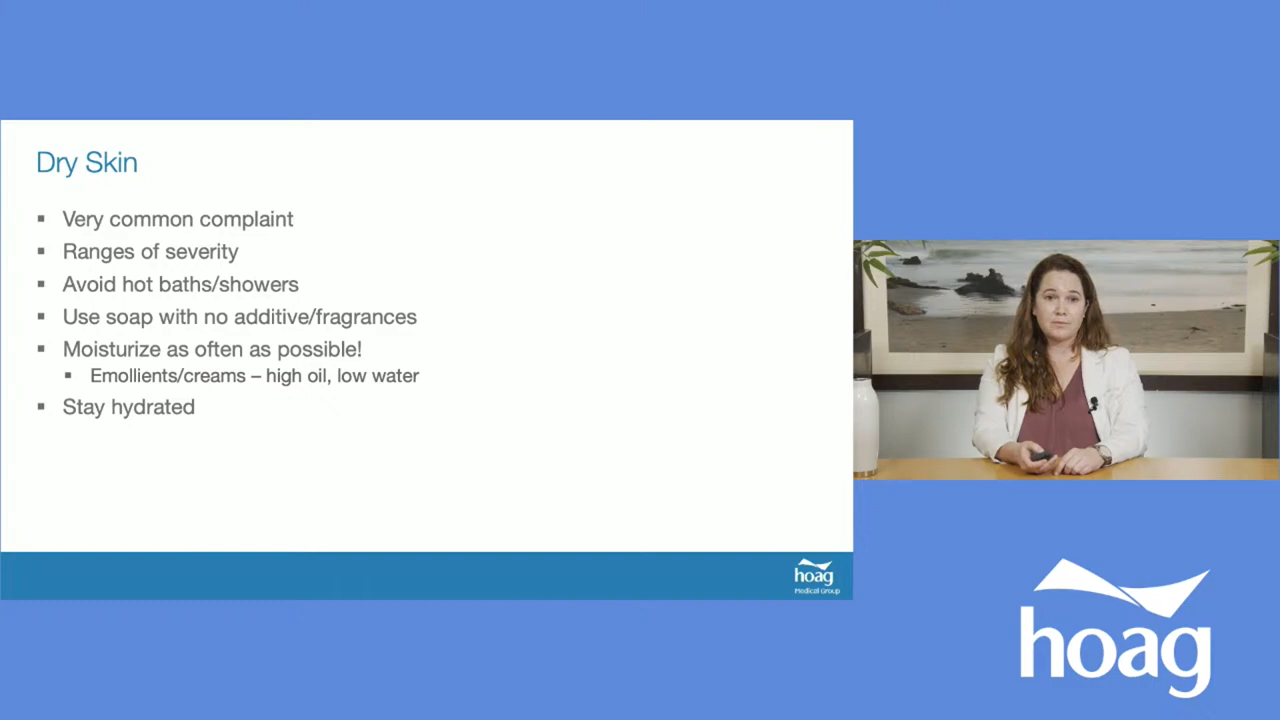 Dry Skin
Very common complaint
Ranges of severity
Avoid hot baths/showers
Use soap with no additive/fragrances
Moisturize as often as possible!
Emollients/creams – high oil, low water
Stay hydrated
hoag
Medical Group
hoag